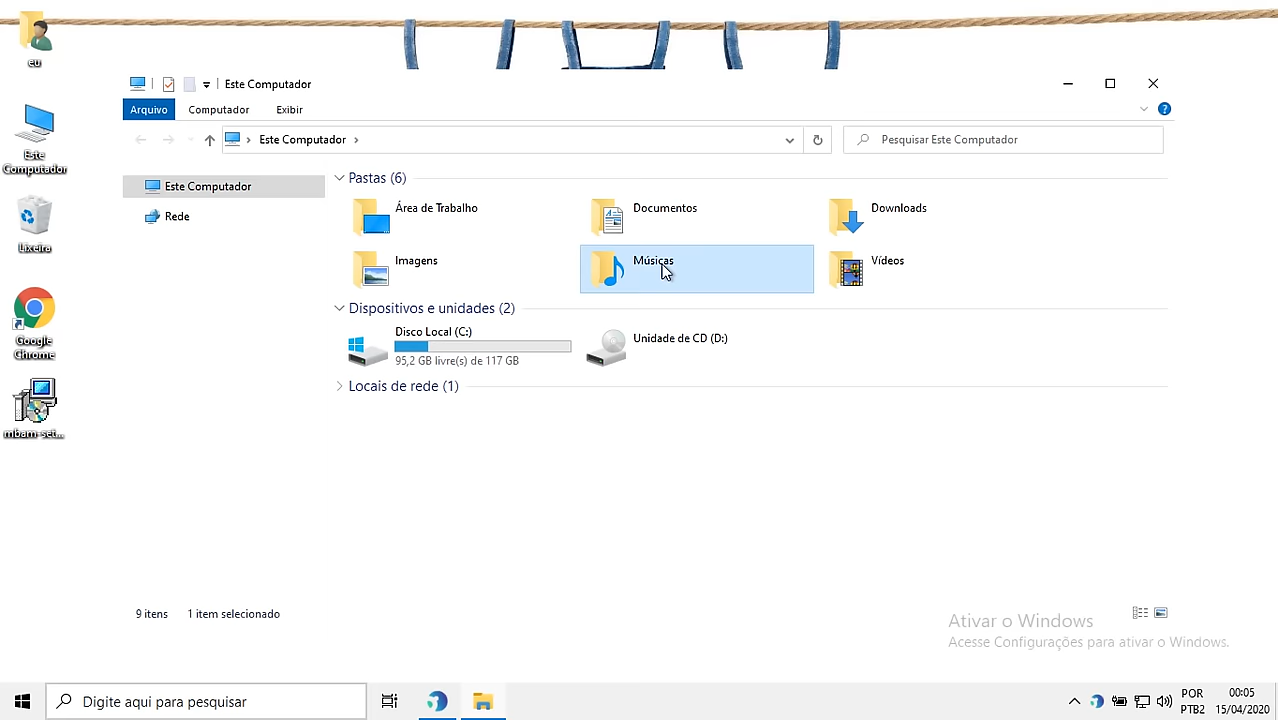 eu
Este
Computador
Lixeira
Google
Chrome
mbam-set...
Este Computador
Arquivo
Computador
Exibir
Este Computador
Pesquisar Este Computador
Este Computador
Rede
Pastas (6)
Área de Trabalho
Documentos
Downloads
Imagens
Músicas
Vídeos
Dispositivos e unidades (2)
Disco Local (C:)
95,2 GB livre(s) de 117 GB
Unidade de CD (D:)
Locais de rede (1)
9 itens
1 item selecionado
Ativar o Windows
Acesse Configurações para ativar o Windows.
Digite aqui para pesquisar
POR
PTB2
00:05
15/04/2020